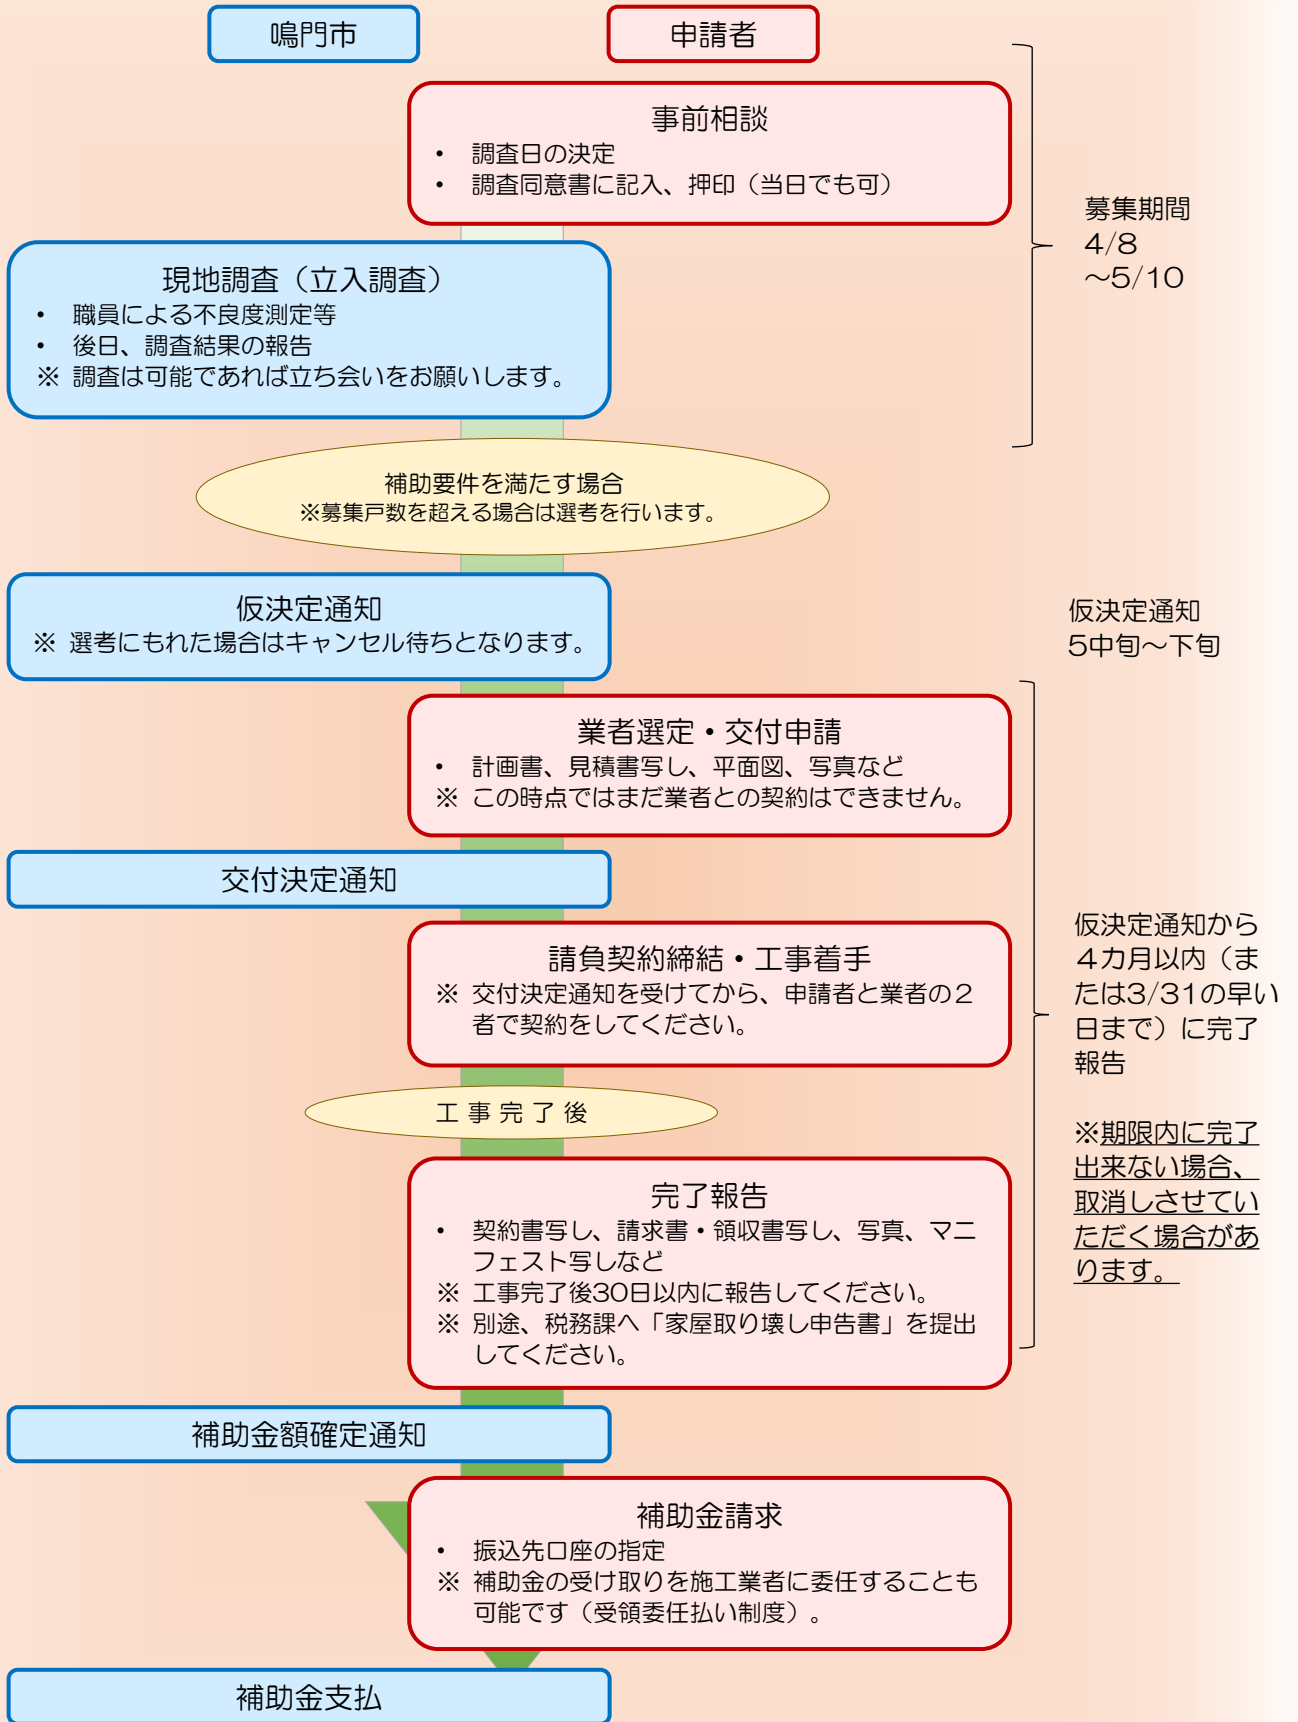 鳴門市
申請者
事前相談
• 調査日の決定
• 調査同意書に記入、押印（当日でも可）
募集期間
4/8
～5/10
現地調査（立入調査）
• 職員による不良度測定等
• 後日、調査結果の報告
※ 調査は可能であれば立ち会いをお願いします。
補助要件を満たす場合
※募集戸数を超える場合は選考を行います。
仮決定通知
※ 選考にもれた場合はキャンセル待ちとなります。
仮決定通知
5中旬～下旬
業者選定・交付申請
• 計画書、見積書写し、平面図、写真など
※ この時点ではまだ業者との契約はできません。
交付決定通知
請負契約締結・工事着手
※ 交付決定通知を受けてから、申請者と業者の２
者で契約をしてください。
仮決定通知から
４カ月以内（ま
たは3/31の早い
日まで）に完了
報告
※期限内に完了
出来ない場合、
取消しさせてい
ただく場合があ
ります。
工 事 完 了 後
完了報告
• 契約書写し、請求書・領収書写し、写真、マニ
フェスト写しなど
※ 工事完了後30日以内に報告してください。
※ 別途、税務課へ「家屋取り壊し申告書」を提出
してください。
補助金額確定通知
補助金請求
• 振込先口座の指定
※ 補助金の受け取りを施工業者に委任することも
可能です（受領委任払い制度）。
補助金支払